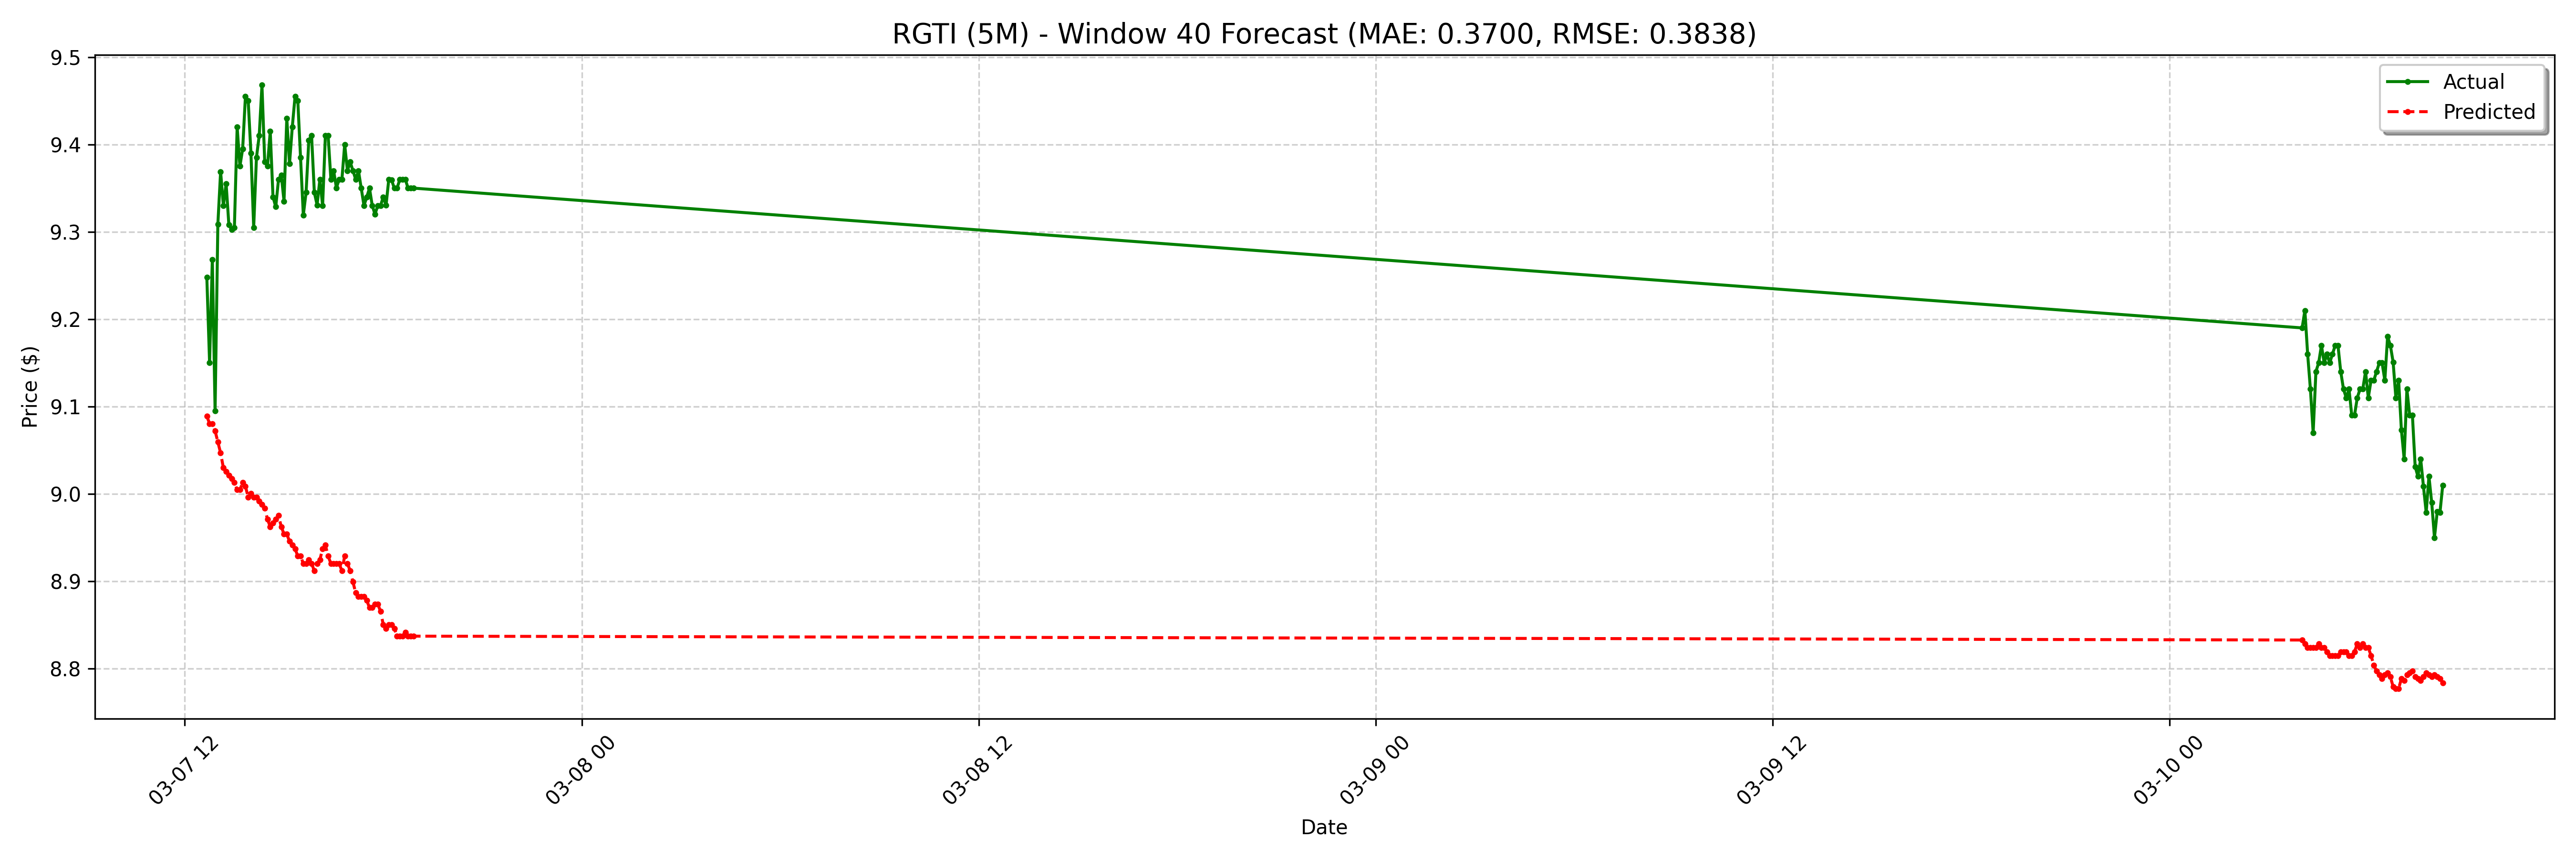 RGTI (5M) - Window 40 Forecast (MAE: 0.3700, RMSE: 0.3838)
Actual
Predicted
Price ($)
9.5
9.4
9.3
9.2
9.1
9.0
8.9
8.8
03-07 12
03-08 00
03-08 12
03-09 00
03-09 12
03-10 00
Date